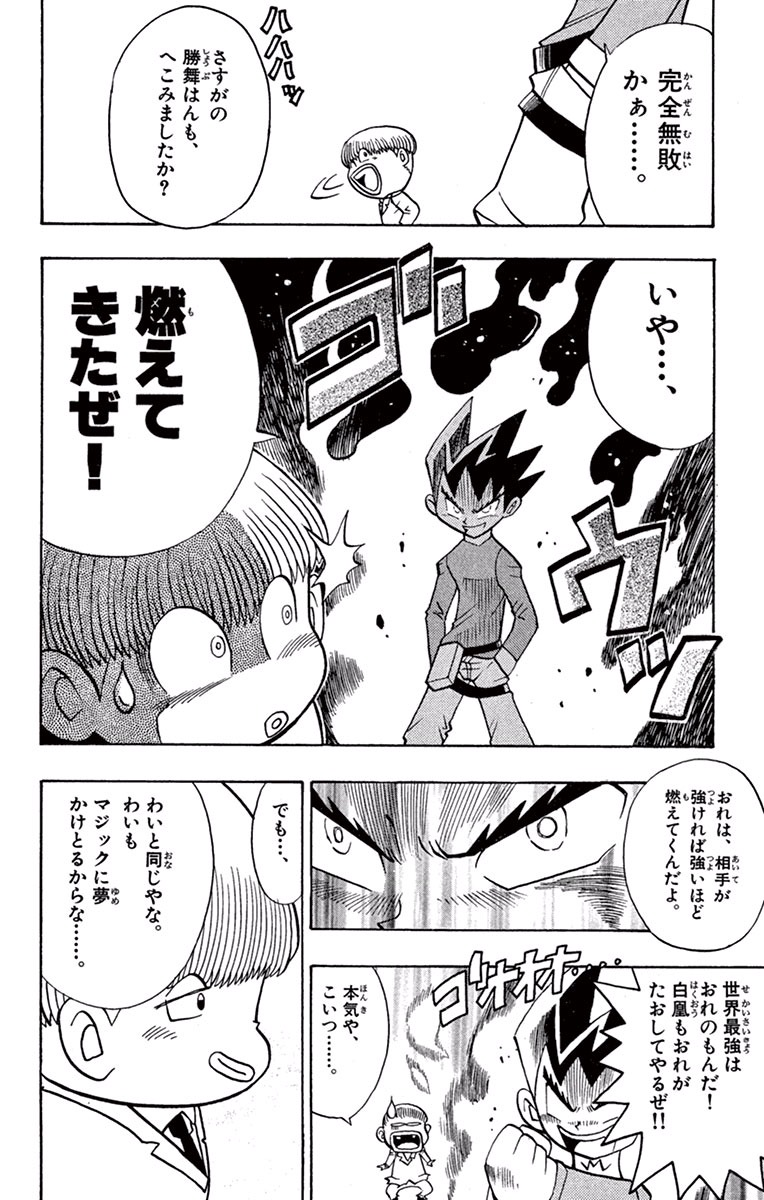 完全無敗
かぁ……。
ハハハッ
さすがの
勝舞はんも、
へこみましたか？
いや…、
ゴゴ
ウッ
燃えて
きたぜ！
おれは、相手が
強ければ強いほど
燃えてくんだよ。
世界最強は
おれのもんだ！
白凰もおれが
たおしてやるぜ!!
ゴオオオ…
本気や、
こいつ……。
でも…、
わいと同じやな。
わいも
マジックに夢
かけとるからな……。